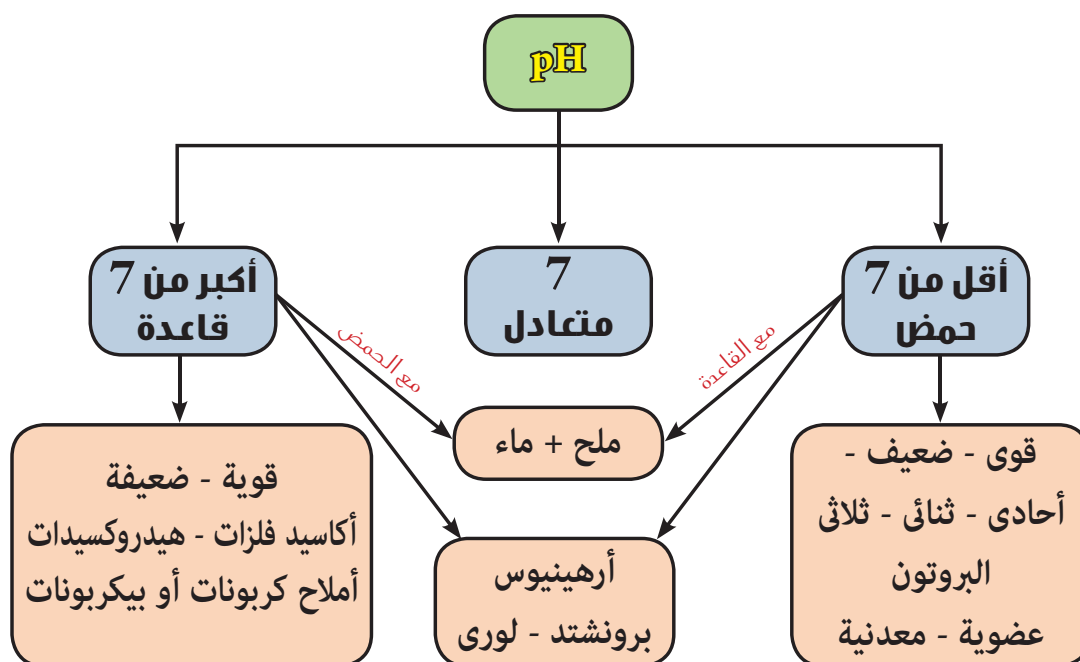 pH
أقل من 7
حمض
7
متعادل
أكبر من 7
قاعدة
مع القاعدة
مع الحمض
ملح + ماء
قوى - ضعيف -
أحادى - ثنائى - ثلاثى
البروتون
عضوية - معدنية
أرهينيوس
برونشتد - لورى
قوية - ضعيفة
أكاسيد فلزات - هيدروكسيدات
أملاح كربونات أو بيكربونات